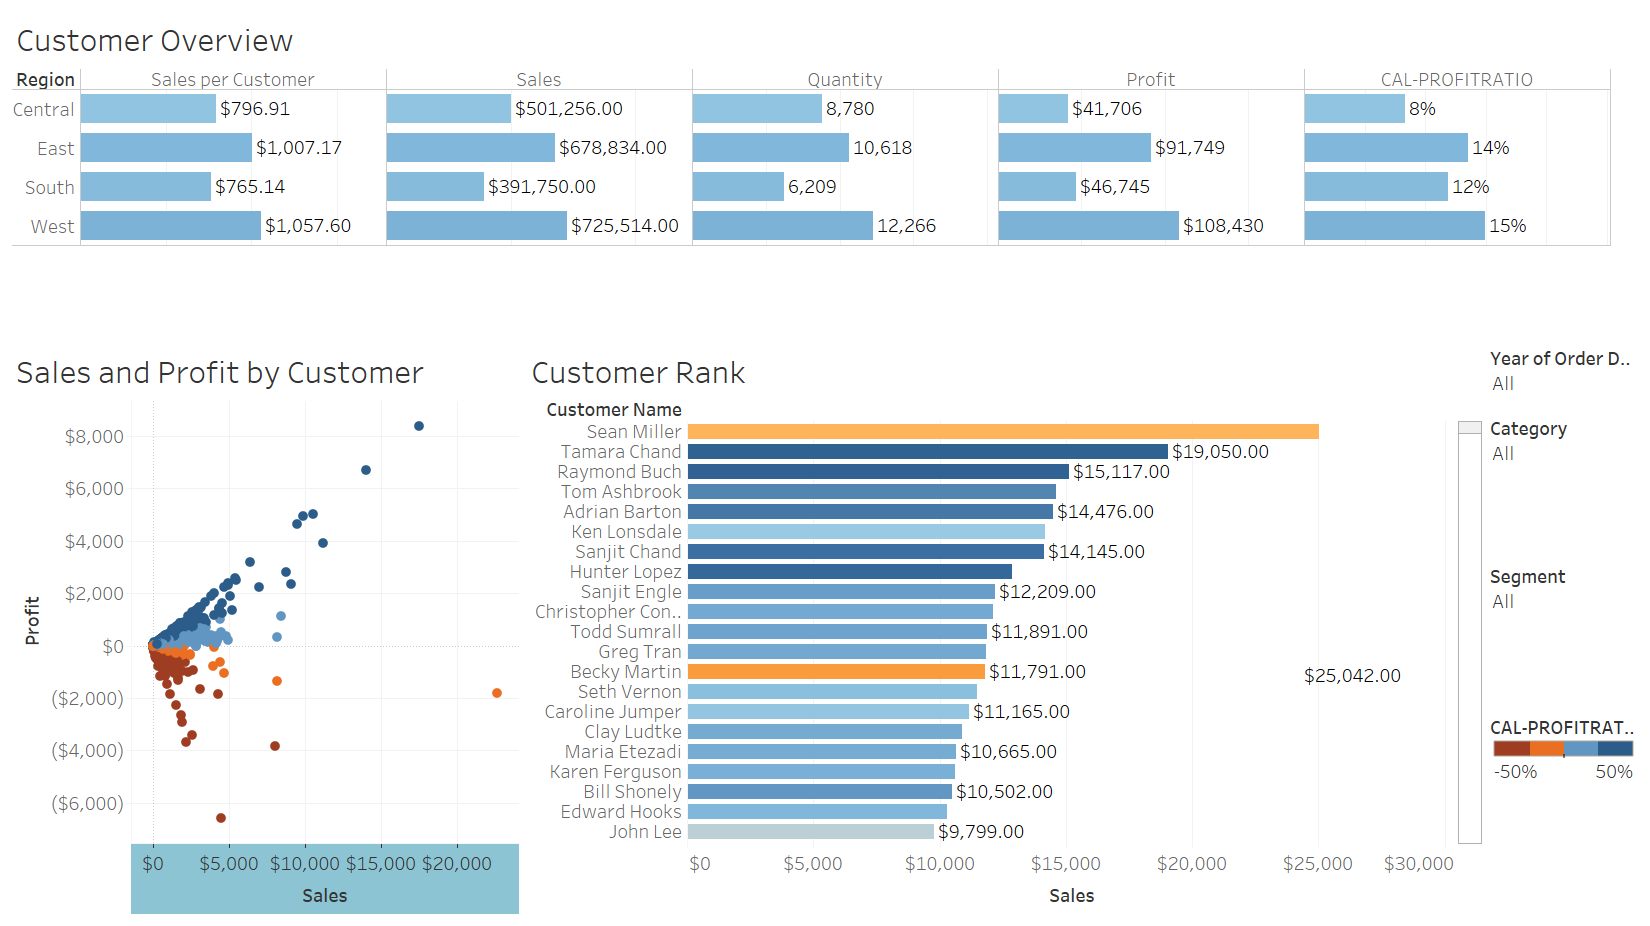 Customer Overview
Region Sales per Customer Sales Quantity Profit CAL-PROFITRATIO
Central $796.91 $501,256.00 8,780 $41,706 8%
East $1,007.17 $678,834.00 10,618 $91,749 14%
South $765.14 $391,750.00 6,209 $46,745 12%
West $1,057.60 $725,514.00 12,266 $108,430 15%
Sales and Profit by Customer
Profit
$8,000
$6,000
$4,000
$2,000
$0
($2,000)
($4,000)
($6,000)
$0 $5,000 $10,000 $15,000 $20,000
Sales
Customer Rank
Customer Name
Sean Miller
Tamara Chand $19,050.00
Raymond Buch $15,117.00
Tom Ashbrook
Adrian Barton $14,476.00
Ken Lonsdale
Sanjit Chand $14,145.00
Hunter Lopez
Sanjit Engle $12,209.00
Christopher Con..
Todd Sumrall $11,891.00
Greg Tran
Becky Martin $11,791.00
$25,042.00
Seth Vernon
Caroline Jumper $11,165.00
Clay Ludtke
Maria Etezadi $10,665.00
Karen Ferguson
Bill Shonely $10,502.00
Edward Hooks
John Lee $9,799.00
$0 $5,000 $10,000 $15,000 $20,000 $25,000 $30,000
Sales
Year of Order D..
All
Category
All
Segment
All
CAL-PROFITRAT..
-50% 50%